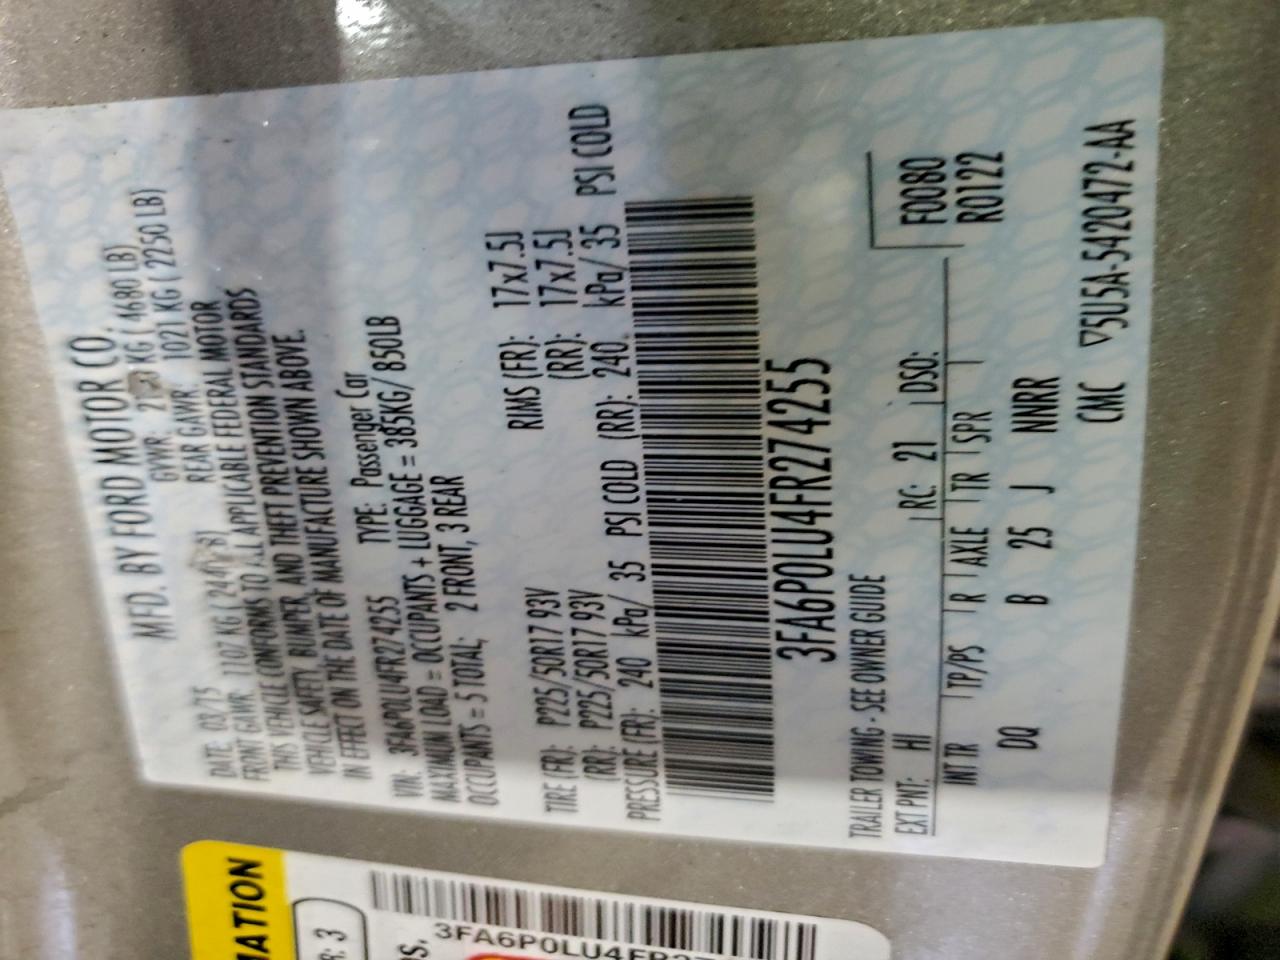 MFD. BY FORD MOTOR CO.
DATE: GVWR: KG ( 4680 LB)
FRONT GAWR: 1107 KG ( REAR GAWR: 1021 KG ( 2250 LB)
THIS VEHICLE CONFORMS TO APPLICABLE FEDERAL MOTOR
VEHICLE SAFETY, BUMPER, AND THEFT PREVENTION STANDARDS
IN EFFECT ON THE DATE OF MANUFACTURE SHOWN ABOVE.
VIN: 3FA6P0LU4FR274255 TYPE: Passenger Car
MAXIMUM LOAD = OCCUPANTS + LUGGAGE = 385KG/ 850LB
OCCUPANTS = 5 TOTAL; 2 FRONT, 3 REAR
TIRE (FR): P225/50R17 93V RIMS (FR): 17x7.5J
(RR): P225/50R17 93V (RR): 17x7.5J
PRESSURE (FR): 240 kPa/ 35 PSI COLD (RR): 240 kPa/ 35 PSI COLD
3FA6P0LU4FR274255
TRAILER TOWING - SEE OWNER GUIDE
EXT PNT: HI RC: 21 DSO: F0080
INT TR TP/PS R AXLE TR SPR R0122
DQ B 25 J NNRR
CMC ▽5U5A-5420472-AA
MATION
R: 3
3FA6P0LU4FR27